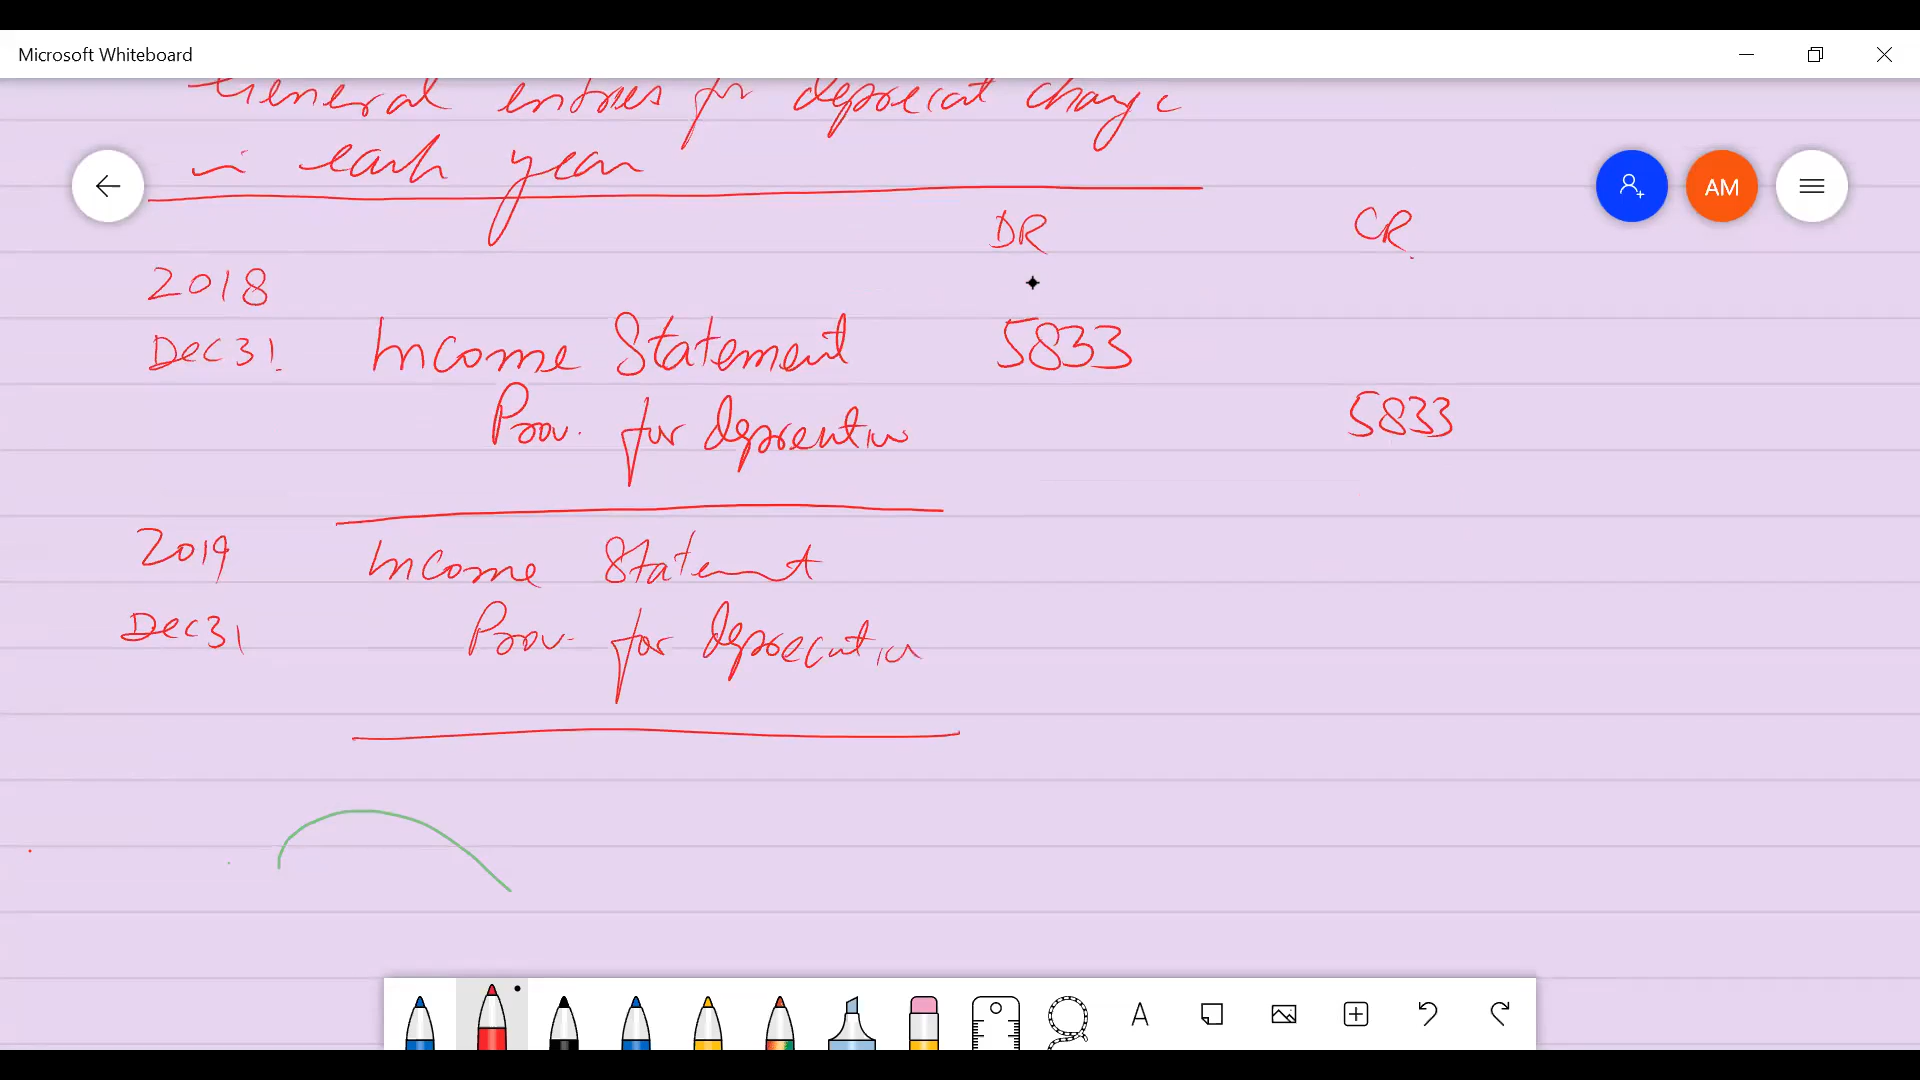 Microsoft Whiteboard
General entries for depreciat charge
in each year
DR CR
2018
Dec 31. Income Statement 5833
Prov. for depreciation 5833
2019 Income Statement
Dec 31 Prov. for depreciation
AM
A